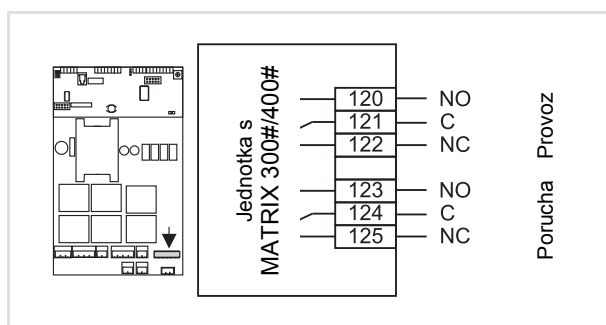 Jednotka s
MATRIX 300#/400#
120 NO
121 C
122 NC
Provoz
123 NO
124 C
125 NC
Porucha